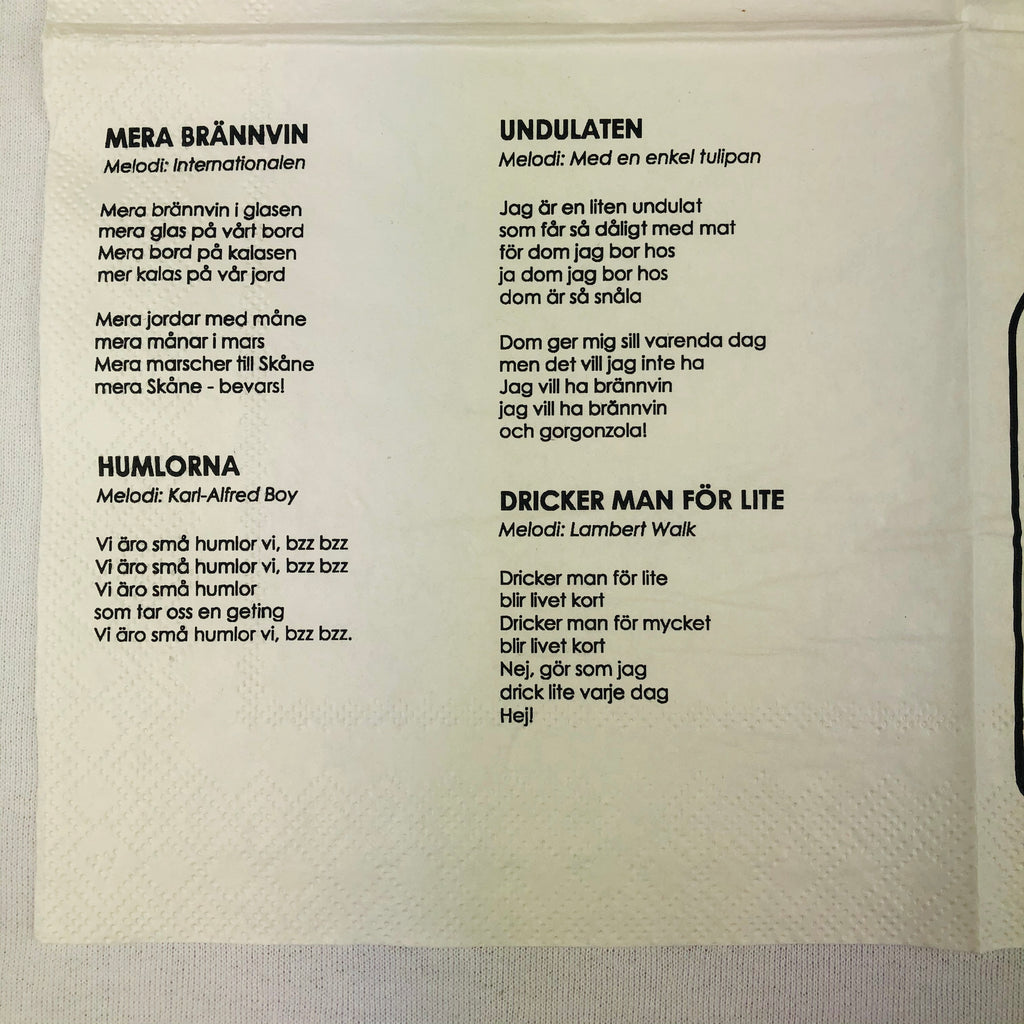 MERA BRÄNNVIN
Melodi: Internationalen
Mera brännvin i glasen
mera glas på vårt bord
Mera bord på kalasen
mer kalas på vår jord
Mera jordar med måne
mera månar i mars
Mera marscher till Skåne
mera Skåne - bevars!
HUMLORNA
Melodi: Karl-Alfred Boy
Vi äro små humlor vi, bzz bzz
Vi äro små humlor vi, bzz bzz
Vi äro små humlor
som tar oss en geting
Vi äro små humlor vi, bzz bzz.
UNDULATEN
Melodi: Med en enkel tulipan
Jag är en liten undulat
som får så dåligt med mat
för dom jag bor hos
ja dom jag bor hos
dom är så snåla
Dom ger mig sill varenda dag
men det vill jag inte ha
Jag vill ha brännvin
jag vill ha brännvin
och gorgonzola!
DRICKER MAN FÖR LITE
Melodi: Lambert Walk
Dricker man för lite
blir livet kort
Dricker man för mycket
blir livet kort
Nej, gör som jag
drick lite varje dag
Hej!